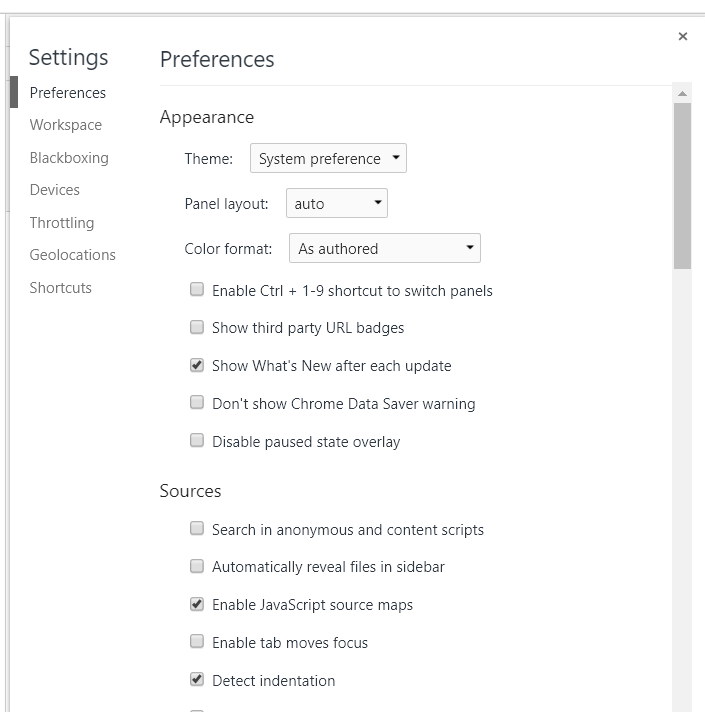 Settings
Preferences
Workspace
Blackboxing
Devices
Throttling
Geolocations
Shortcuts
Preferences
Appearance
Theme: System preference
Panel layout: auto
Color format: As authored
Enable Ctrl + 1-9 shortcut to switch panels
Show third party URL badges
Show What's New after each update
Don't show Chrome Data Saver warning
Disable paused state overlay
Sources
Search in anonymous and content scripts
Automatically reveal files in sidebar
Enable JavaScript source maps
Enable tab moves focus
Detect indentation